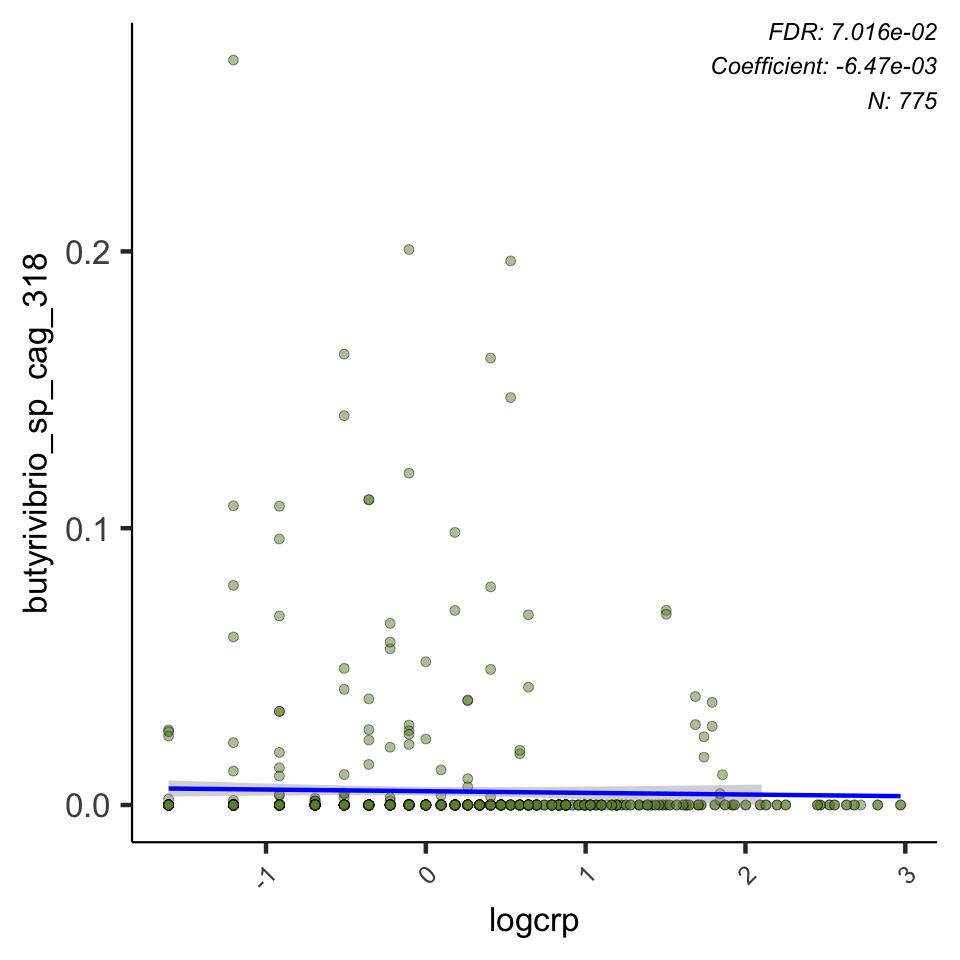 FDR: 7.016e-02
Coefficient: -6.47e-03
N: 775
butyrivibrio_sp_cag_318
0.2
0.1
0.0
-1
0
1
2
3
logcrp